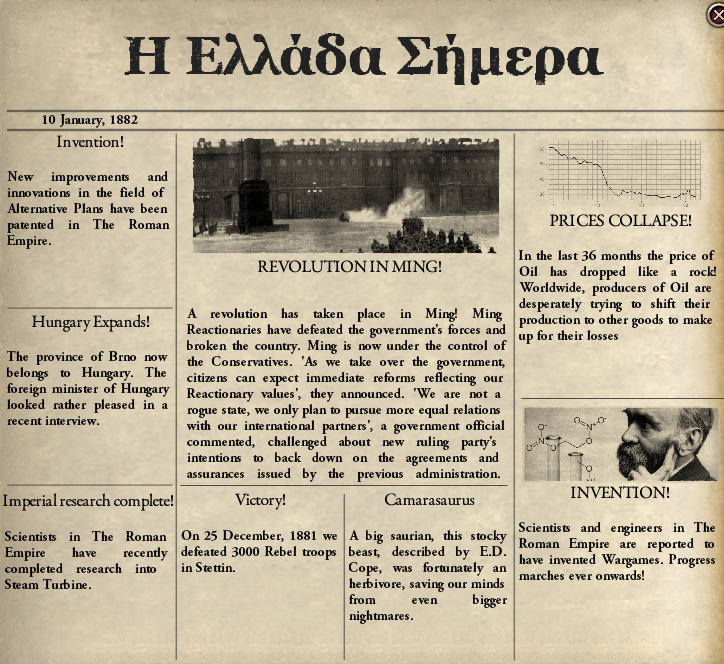 Η Ελλάδα Σήμερα
10 January, 1882
Invention!
New improvements and
innovations in the field of
Alternative Plans have been
patented in The Roman
Empire.
Hungary Expands!
The province of Brno now
belongs to Hungary. The
foreign minister of Hungary
looked rather pleased in a
recent interview.
Imperial research complete!
Scientists in The Roman
Empire have recently
completed research into
Steam Turbine.
REVOLUTION IN MING!
A revolution has taken place in Ming! Ming
Reactionaries have defeated the government's forces and
broken the country. Ming is now under the control of
the Conservatives. 'As we take over the government,
citizens can expect immediate reforms reflecting our
Reactionary values', they announced. 'We are not a
rogue state, we only plan to pursue more equal relations
with our international partners', a government official
commented, challenged about new ruling party's
intentions to back down on the agreements and
assurances issued by the previous administration.
Victory!
On 25 December, 1881 we
defeated 3000 Rebel troops
in Stettin.
Camarasaurus
A big saurian, this stocky
beast, described by E.D.
Cope, was fortunately an
herbivore, saving our minds
from even bigger
nightmares.
PRICES COLLAPSE!
In the last 36 months the price of
Oil has dropped like a rock!
Worldwide, producers of Oil are
desperately trying to shift their
production to other goods to make
up for their losses
INVENTION!
Scientists and engineers in The
Roman Empire are reported to
have invented Wargames. Progress
marches ever onwards!